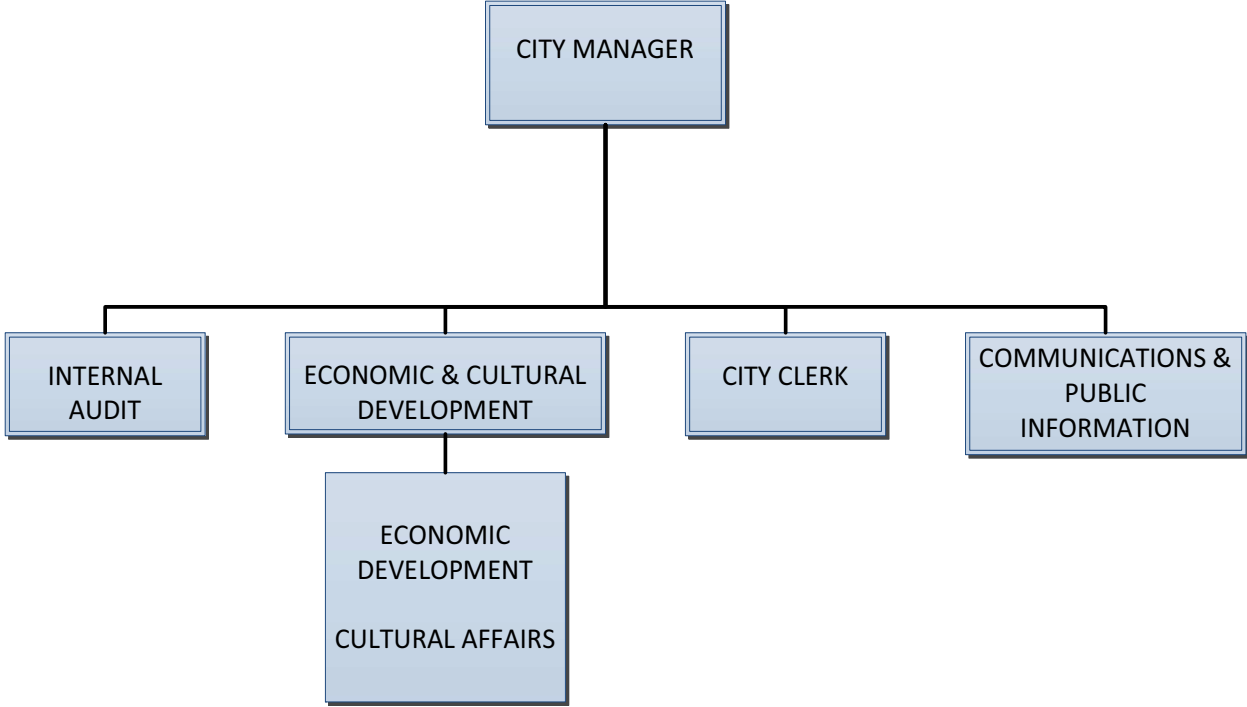 CITY MANAGER
INTERNAL
AUDIT
ECONOMIC & CULTURAL
DEVELOPMENT
CITY CLERK
COMMUNICATIONS &
PUBLIC
INFORMATION
ECONOMIC
DEVELOPMENT
CULTURAL AFFAIRS